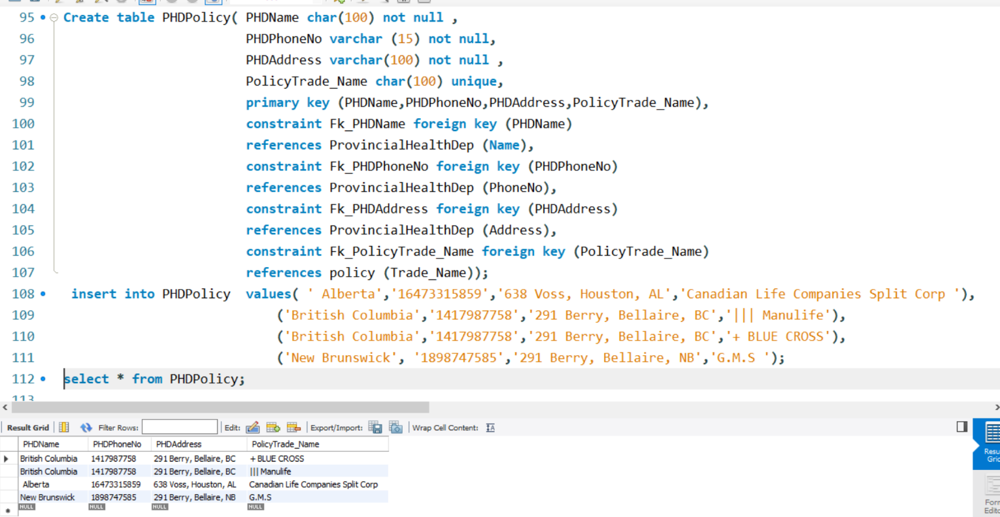 95 Create table PHDPolicy( PHDName char(100) not null ,
96 PHDPhoneNo varchar (15) not null,
97 PHDAddress varchar(100) not null ,
98 PolicyTrade_Name char(100) unique,
99 primary key (PHDName,PHDPhoneNo,PHDAddress,PolicyTrade_Name),
100 constraint Fk_PHDName foreign key (PHDName)
101 references ProvincialHealthDep (Name),
102 constraint Fk_PHDPhoneNo foreign key (PHDPhoneNo)
103 references ProvincialHealthDep (PhoneNo),
104 constraint Fk_PHDAddress foreign key (PHDAddress)
105 references ProvincialHealthDep (Address),
106 constraint Fk_PolicyTrade_Name foreign key (PolicyTrade_Name)
107 references policy (Trade_Name));
108 insert into PHDPolicy values( ' Alberta','16473315859','638 Voss, Houston, AL','Canadian Life Companies Split Corp '),
109 ('British Columbia','1417987758','291 Berry, Bellaire, BC','||| Manulife'),
110 ('British Columbia','1417987758','291 Berry, Bellaire, BC','+ BLUE CROSS'),
111 ('New Brunswick', '1898747585','291 Berry, Bellaire, NB','G.M.S ');
112 select * from PHDPolicy;
113
Result Grid Filter Rows: Edit: Export/Import: Wrap Cell Content:
PHDName PHDPhoneNo PHDAddress PolicyTrade_Name
British Columbia 1417987758 291 Berry, Bellaire, BC + BLUE CROSS
British Columbia 1417987758 291 Berry, Bellaire, BC ||| Manulife
Alberta 16473315859 638 Voss, Houston, AL Canadian Life Companies Split Corp
New Brunswick 1898747585 291 Berry, Bellaire, NB G.M.S
NULL NULL NULL NULL